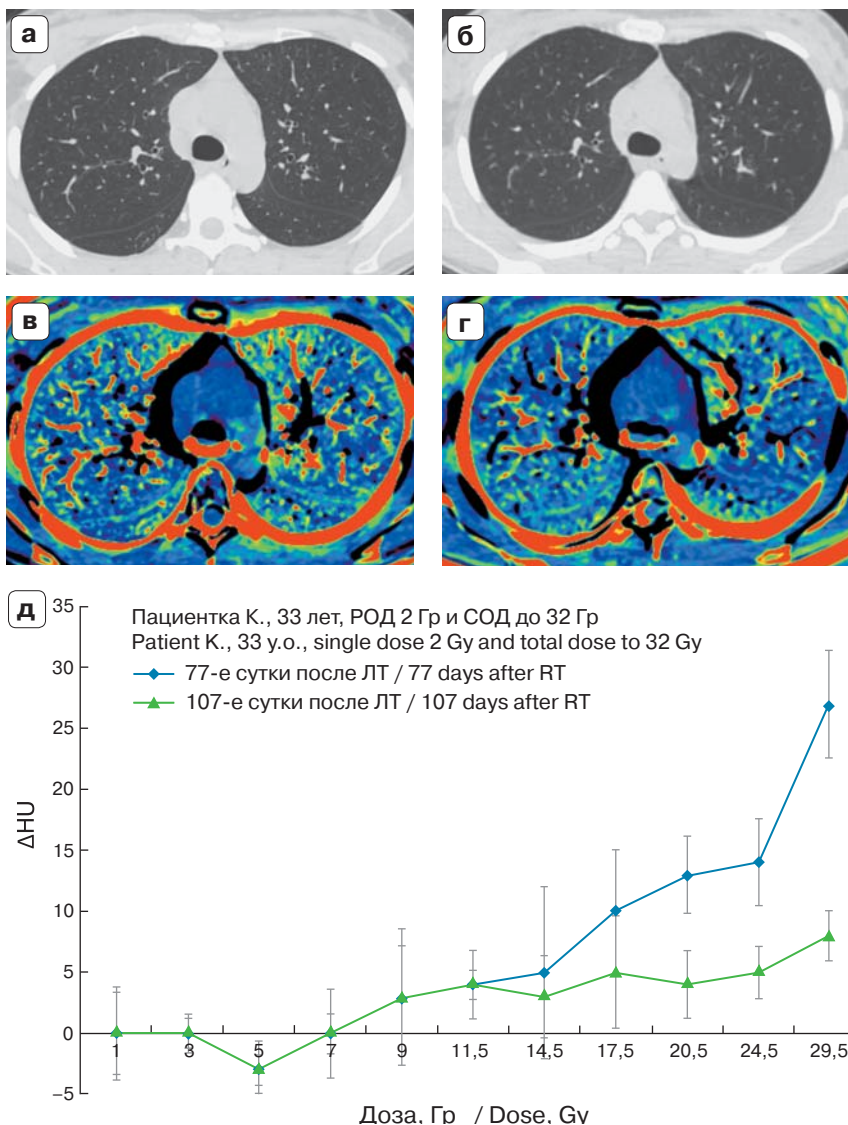 а
б
в
г
д
Пациентка К., 33 лет, РОД 2 Гр и СОД до 32 Гр
Patient K., 33 y.o., single dose 2 Gy and total dose to 32 Gy
77-е сутки после ЛТ / 77 days after RT
107-е сутки после ЛТ / 107 days after RT
35
30
25
20
15
10
5
0
–5
ΔHU
1 3 5 7 9 11,5 14,5 17,5 20,5 24,5 29,5
Доза, Гр / Dose, Gy